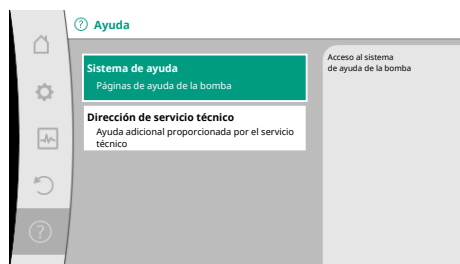 Ayuda
Sistema de ayuda
Páginas de ayuda de la bomba
Dirección de servicio técnico
Ayuda adicional proporcionada por el servicio
técnico
Acceso al sistema
de ayuda de la bomba